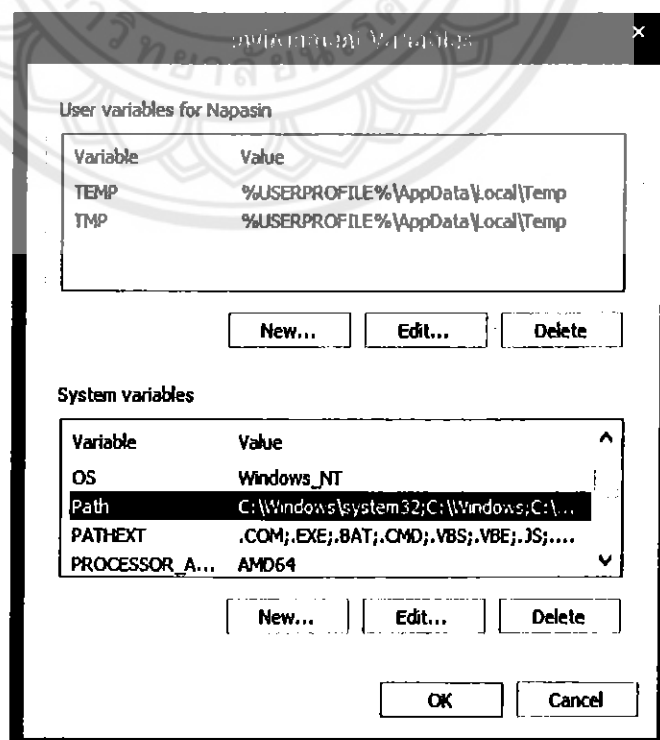 Environment Variables
×
User variables for Napasin
Variable Value
TEMP %USERPROFILE%\AppData\Local\Temp
TMP %USERPROFILE%\AppData\Local\Temp
New... Edit... Delete
System variables
Variable Value
OS Windows_NT
Path C:\Windows\system32;C:\Windows;C:\...
PATHEXT .COM;.EXE;.BAT;.CMD;.VBS;.VBE;.JS;....
PROCESSOR_A... AMD64
New... Edit... Delete
OK Cancel